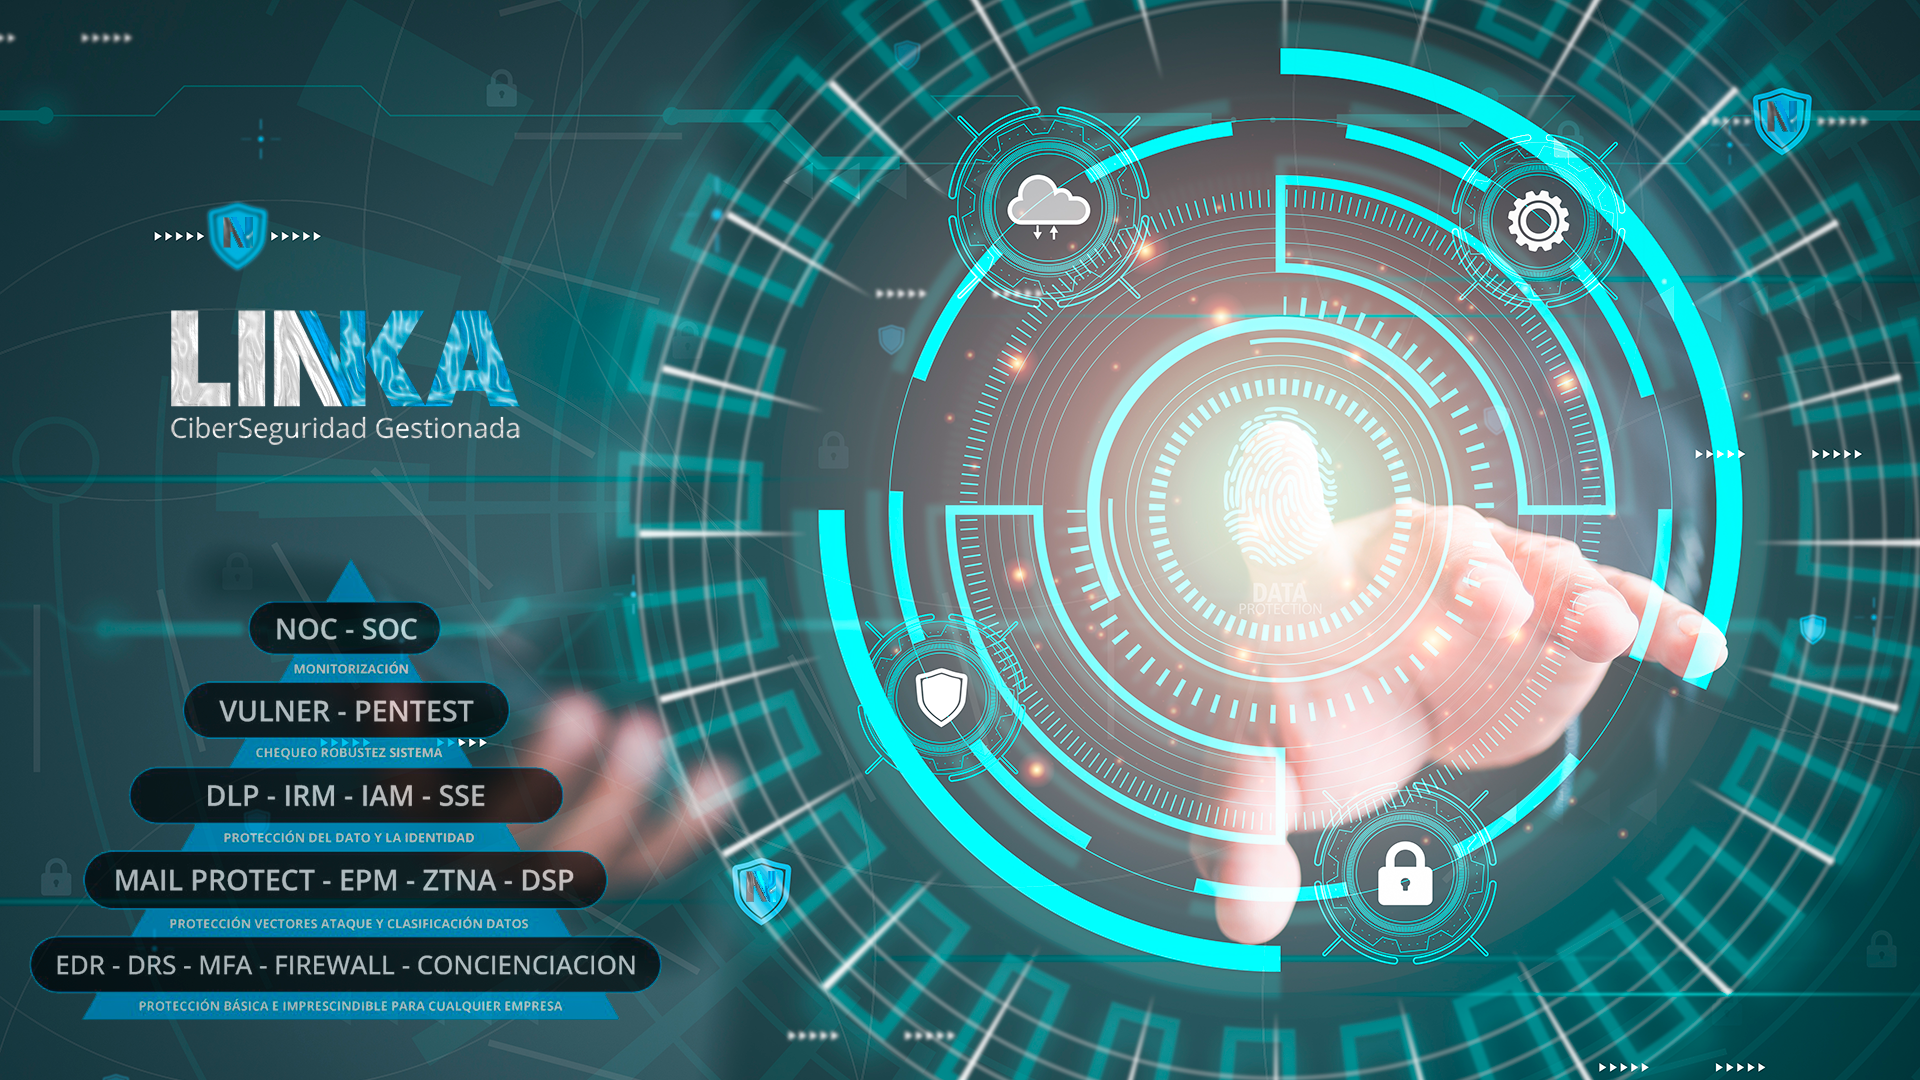 LINKA
CiberSeguridad Gestionada
NOC - SOC
MONITORIZACIÓN
VULNER - PENTEST
CHEQUEO ROBUSTEZ SISTEMA
DLP - IRM - IAM - SSE
PROTECCIÓN DEL DATO Y LA IDENTIDAD
MAIL PROTECT - EPM - ZTNA - DSP
PROTECCIÓN VECTORES ATAQUE Y CLASIFICACIÓN DATOS
EDR - DRS - MFA - FIREWALL - CONCIENCIACION
PROTECCIÓN BÁSICA E IMPRESCINDIBLE PARA CUALQUIER EMPRESA
DATA
PROTECTION